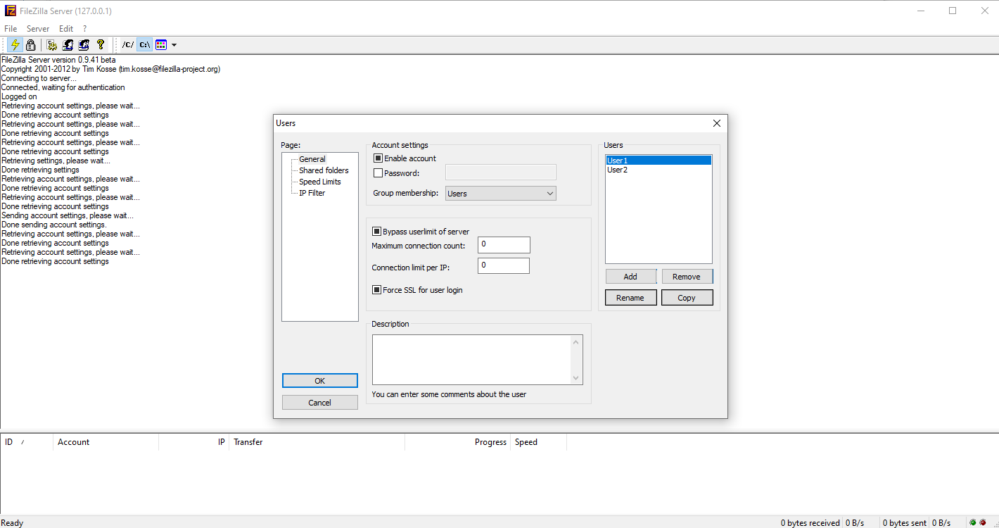 FileZilla Server (127.0.0.1)
File Server Edit ?
/C/ C:\
FileZilla Server version 0.9.41 beta
Copyright 2001-2012 by Tim Kosse (tim.kosse@filezilla-project.org)
Connecting to server...
Connected, waiting for authentication
Logged on
Retrieving account settings, please wait...
Done retrieving account settings
Retrieving account settings, please wait...
Done retrieving account settings
Retrieving account settings, please wait...
Done retrieving account settings
Retrieving settings, please wait...
Done retrieving settings
Retrieving account settings, please wait...
Done retrieving account settings
Retrieving account settings, please wait...
Done retrieving account settings
Sending account settings, please wait...
Done sending account settings.
Retrieving account settings, please wait...
Done retrieving account settings
Retrieving account settings, please wait...
Done retrieving account settings
Users
Page:
General
Shared folders
Speed Limits
IP Filter
OK
Cancel
Account settings
Enable account
Password:
Group membership: Users
Bypass userlimit of server
Maximum connection count: 0
Connection limit per IP: 0
Force SSL for user login
Description
You can enter some comments about the user
Users
User1
User2
Add Remove
Rename Copy
ID / Account IP Transfer Progress Speed
Ready 0 bytes received 0 B/s 0 bytes sent 0 B/s